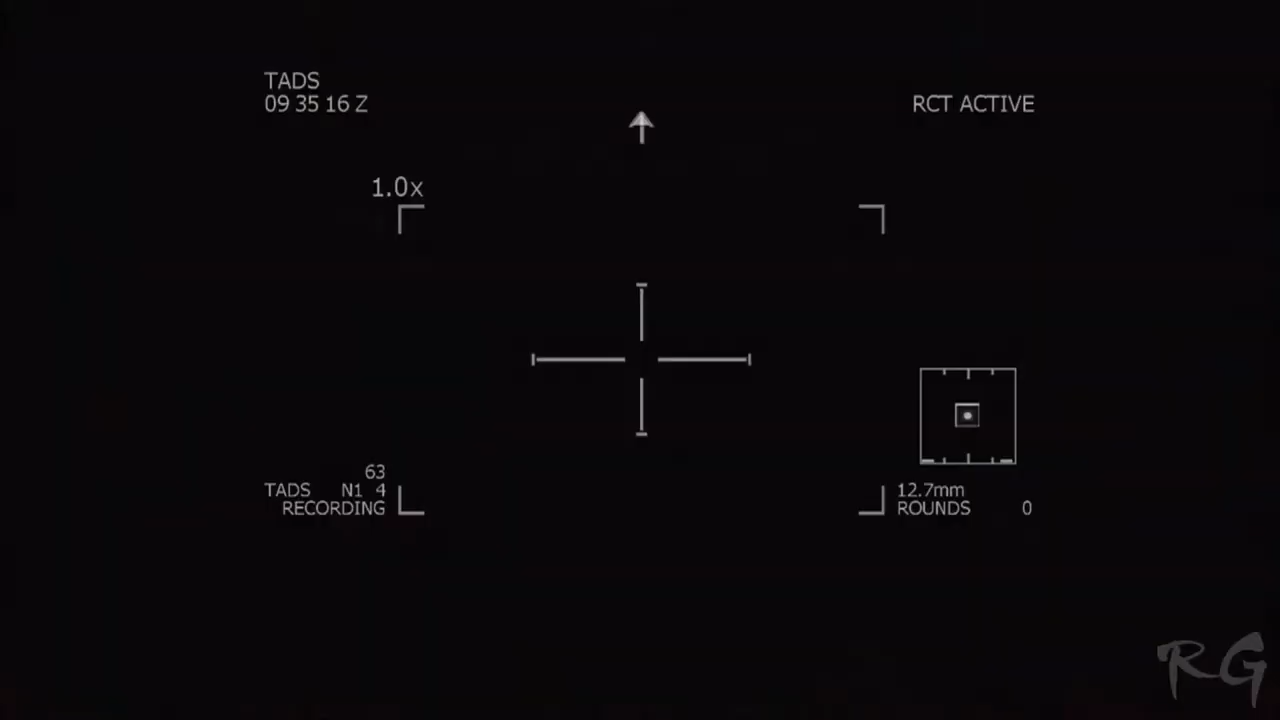 TADS
09 35 16 Z
RCT ACTIVE
1.0x
63
TADS N1 4
RECORDING
12.7mm
ROUNDS 0
RG